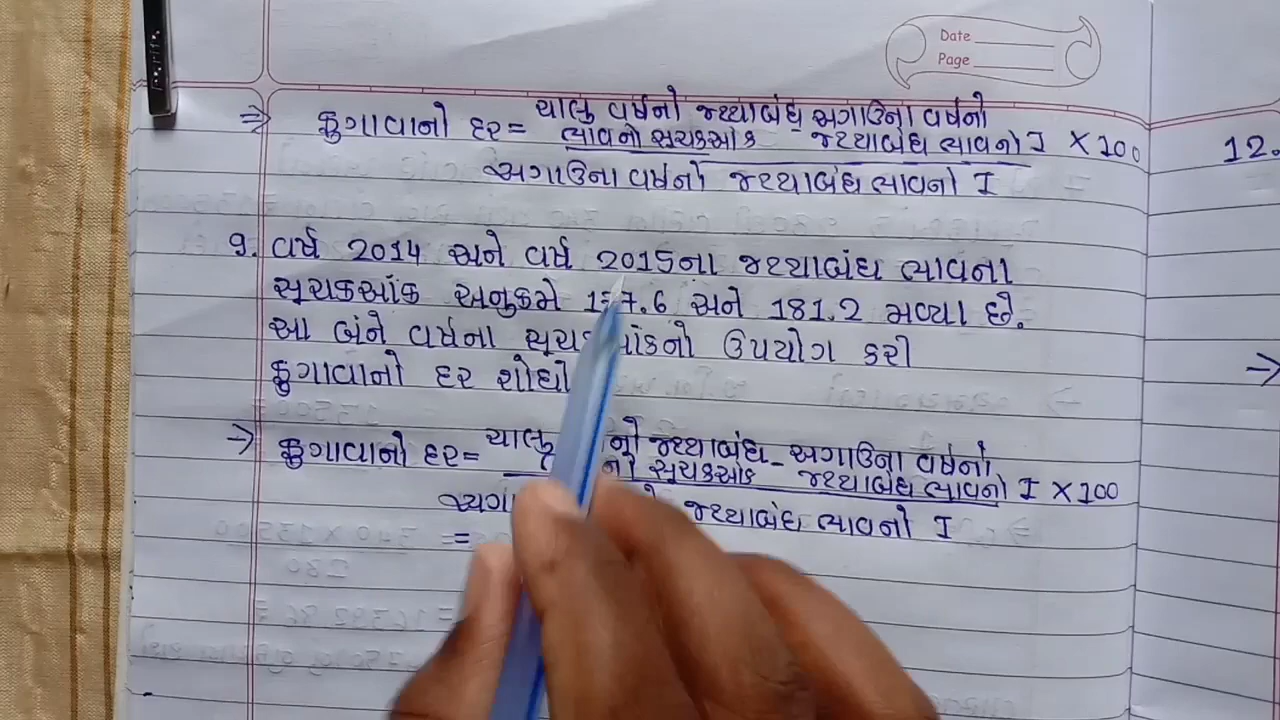 Date
Page
⇒ ફુગાવાનો દર = ચાલુ વર્ષનો જથ્થાબંધ - અગાઉના વર્ષનો
ભાવનો સૂચકઆંક જથ્થાબંધ ભાવનો I × 100
અગાઉના વર્ષનો જથ્થાબંધ ભાવનો I
12.
9. વર્ષ 2014 અને વર્ષ 2015ના જથ્થાબંધ ભાવના
સૂચકઆંક અનુક્રમે 177.6 અને 181.2 મળ્યા છે.
આ બંને વર્ષના ઉપયોગ કરી
ફુગાવાનો દર શોધો
→ ફુગાવાનો દર = ચાલુ જથ્થાબંધ - અગાઉના વર્ષનો
સૂચકઆંક જથ્થાબંધ ભાવનો I × 100
જથ્થાબંધ ભાવનો I
=